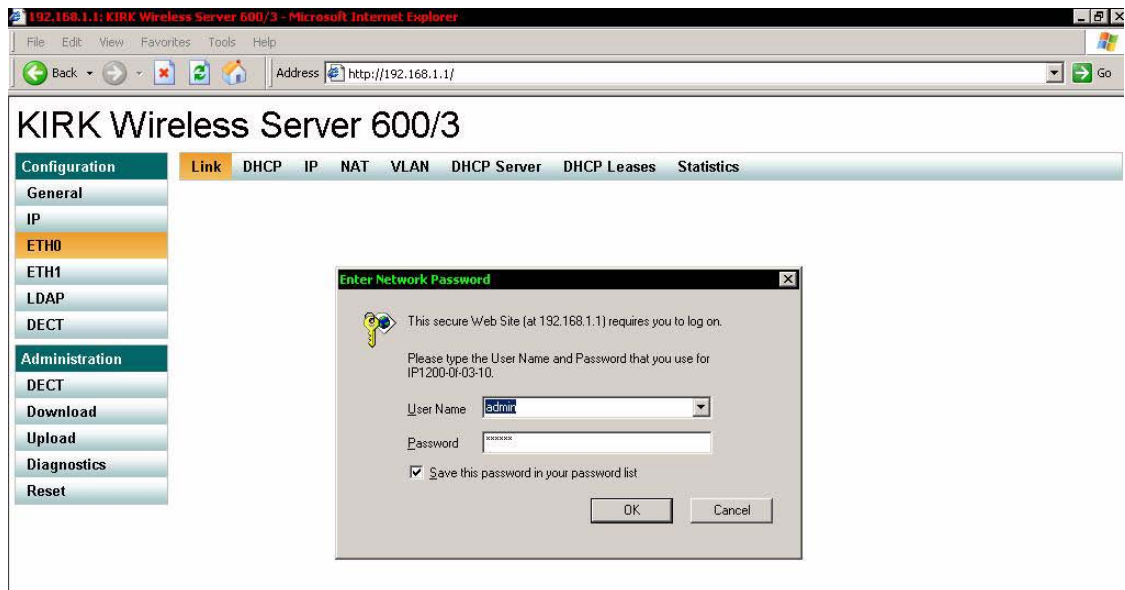 192.168.1.1: KIRK Wireless Server 600/3 - Microsoft Internet Explorer
File Edit View Favorites Tools Help
Back Address http://192.168.1.1/ Go
KIRK Wireless Server 600/3
Configuration
Link DHCP IP NAT VLAN DHCP Server DHCP Leases Statistics
General
IP
ETH0
ETH1
LDAP
DECT
Administration
DECT
Download
Upload
Diagnostics
Reset
Enter Network Password
This secure Web Site (at 192.168.1.1) requires you to log on.
Please type the User Name and Password that you use for
IP1200-0f-03-10.
User Name admin
Password xxxxxx
Save this password in your password list
OK Cancel